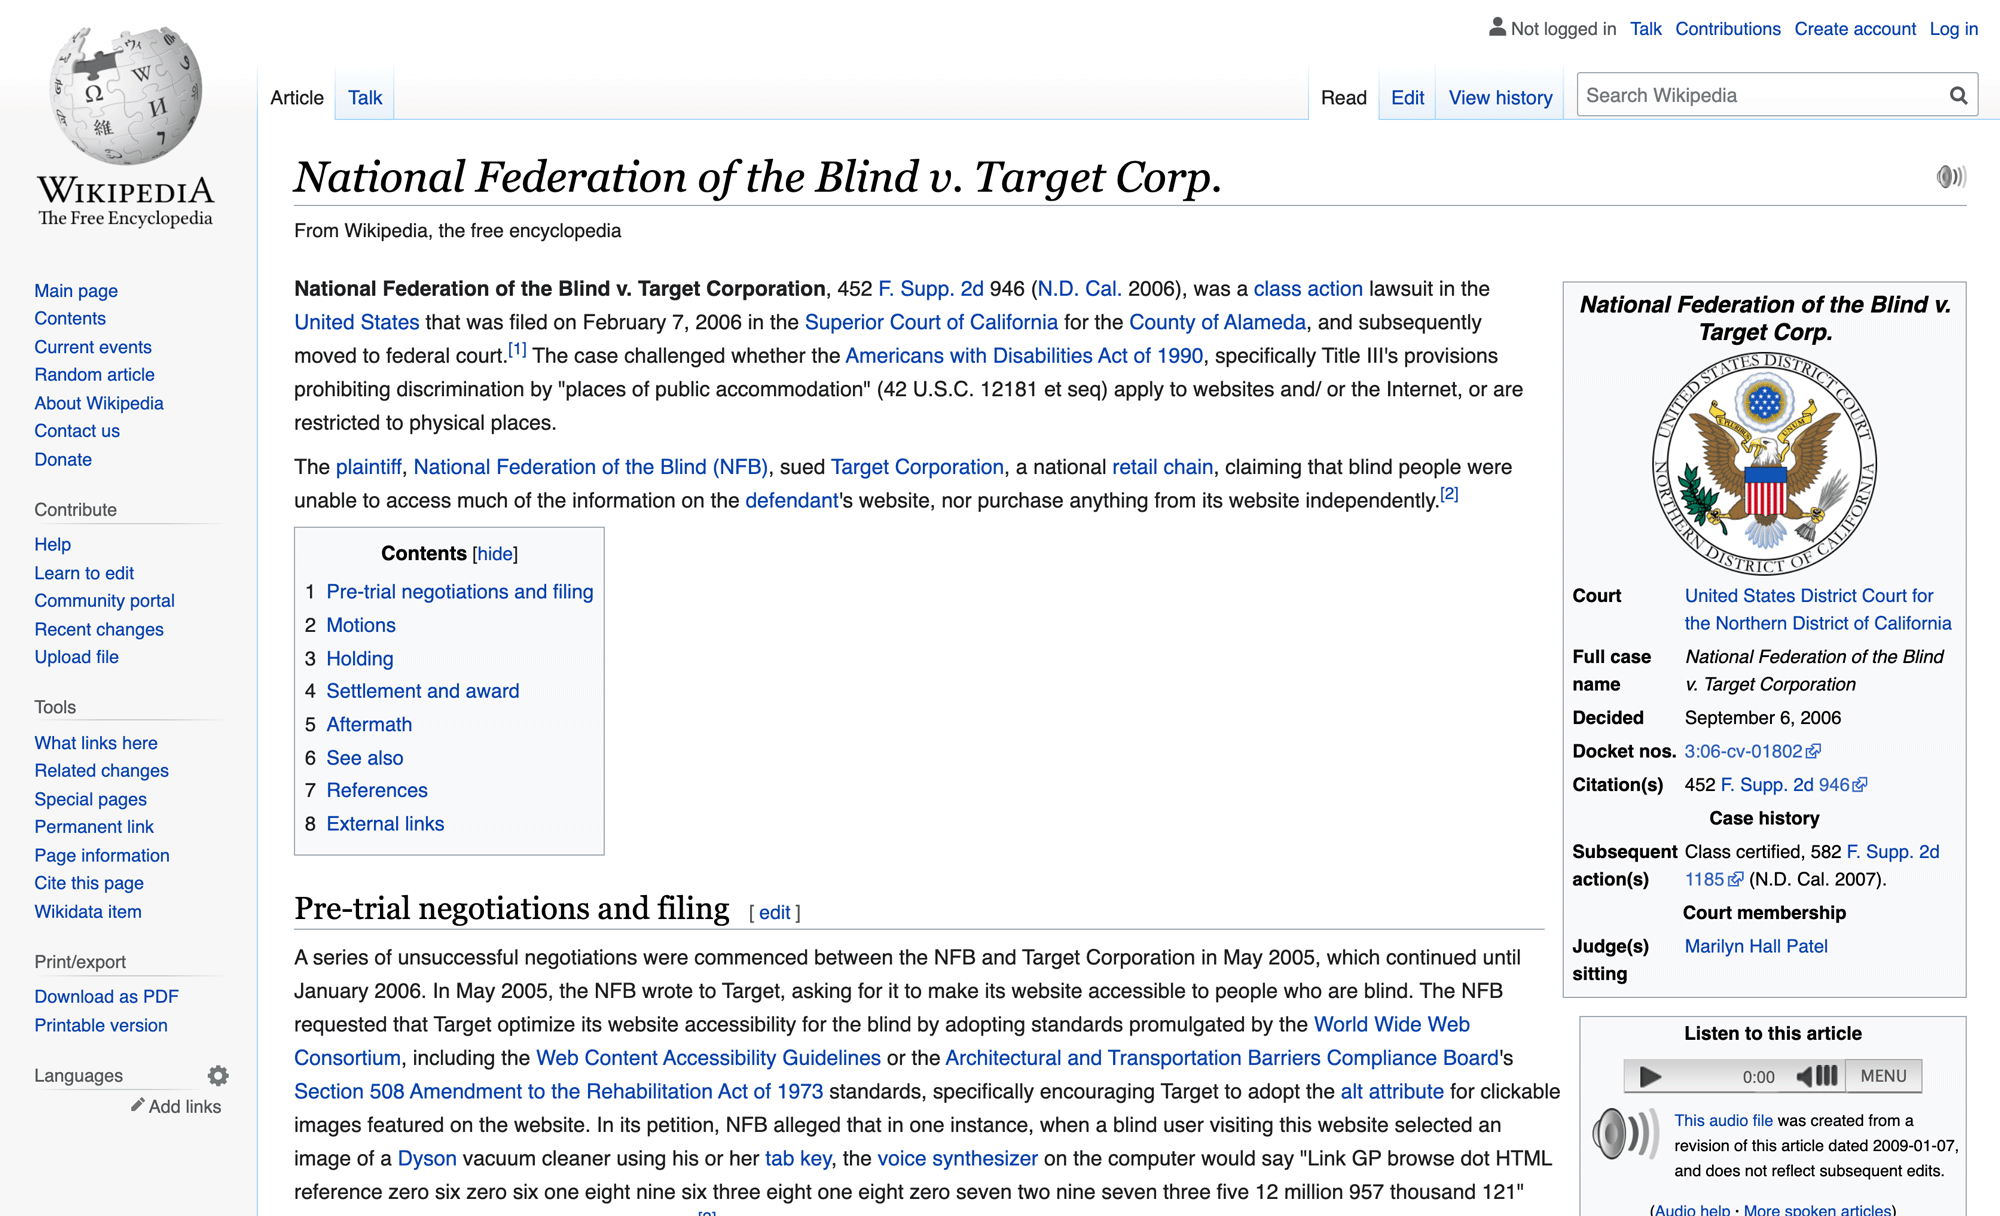 Not logged in Talk Contributions Create account Log in
Article Talk Read Edit View history Search Wikipedia
WIKIPEDIA
The Free Encyclopedia
Main page
Contents
Current events
Random article
About Wikipedia
Contact us
Donate
Contribute
Help
Learn to edit
Community portal
Recent changes
Upload file
Tools
What links here
Related changes
Special pages
Permanent link
Page information
Cite this page
Wikidata item
Print/export
Download as PDF
Printable version
Languages
Add links
National Federation of the Blind v. Target Corp.
From Wikipedia, the free encyclopedia
National Federation of the Blind v. Target Corporation, 452 F. Supp. 2d 946 (N.D. Cal. 2006), was a class action lawsuit in the
United States that was filed on February 7, 2006 in the Superior Court of California for the County of Alameda, and subsequently
moved to federal court.[1] The case challenged whether the Americans with Disabilities Act of 1990, specifically Title III's provisions
prohibiting discrimination by "places of public accommodation" (42 U.S.C. 12181 et seq) apply to websites and/ or the Internet, or are
restricted to physical places.
The plaintiff, National Federation of the Blind (NFB), sued Target Corporation, a national retail chain, claiming that blind people were
unable to access much of the information on the defendant's website, nor purchase anything from its website independently.[2]
Contents [hide]
1 Pre-trial negotiations and filing
2 Motions
3 Holding
4 Settlement and award
5 Aftermath
6 See also
7 References
8 External links
Pre-trial negotiations and filing [ edit ]
A series of unsuccessful negotiations were commenced between the NFB and Target Corporation in May 2005, which continued until
January 2006. In May 2005, the NFB wrote to Target, asking for it to make its website accessible to people who are blind. The NFB
requested that Target optimize its website accessibility for the blind by adopting standards promulgated by the World Wide Web
Consortium, including the Web Content Accessibility Guidelines or the Architectural and Transportation Barriers Compliance Board's
Section 508 Amendment to the Rehabilitation Act of 1973 standards, specifically encouraging Target to adopt the alt attribute for clickable
images featured on the website. In its petition, NFB alleged that in one instance, when a blind user visiting this website selected an
image of a Dyson vacuum cleaner using his or her tab key, the voice synthesizer on the computer would say "Link GP browse dot HTML
reference zero six zero six one eight nine six three eight one eight zero seven two nine seven three five 12 million 957 thousand 121"
National Federation of the Blind v.
Target Corp.
UNITED STATES DISTRICT COURT
NORTHERN DISTRICT OF CALIFORNIA
E PLURIBUS UNUM
Court United States District Court for
the Northern District of California
Full case National Federation of the Blind
name v. Target Corporation
Decided September 6, 2006
Docket nos. 3:06-cv-01802
Citation(s) 452 F. Supp. 2d 946
Case history
Subsequent Class certified, 582 F. Supp. 2d
action(s) 1185 (N.D. Cal. 2007).
Court membership
Judge(s) Marilyn Hall Patel
sitting
Listen to this article
0:00 MENU
This audio file was created from a
revision of this article dated 2009-01-07,
and does not reflect subsequent edits.
(Audio help · More spoken articles)